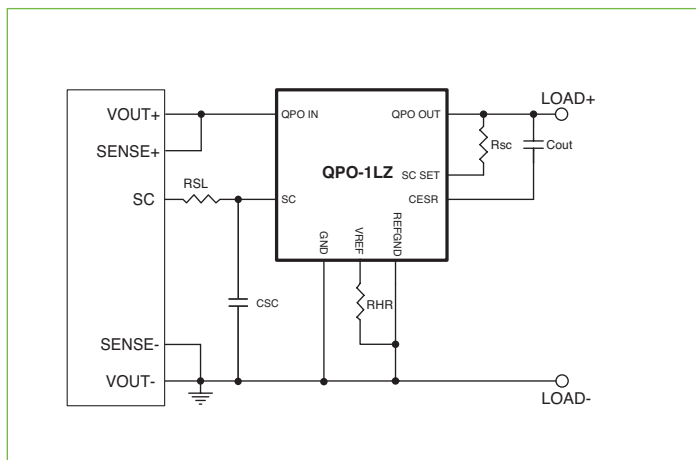 LOAD+
VOUT+
QPO IN
QPO OUT
SENSE+
Rsc
Cout
QPO-1LZ
SC SET
SC
RSL
SC
CESR
GND
VREF
REFGND
CSC
RHR
SENSE-
VOUT-
LOAD-